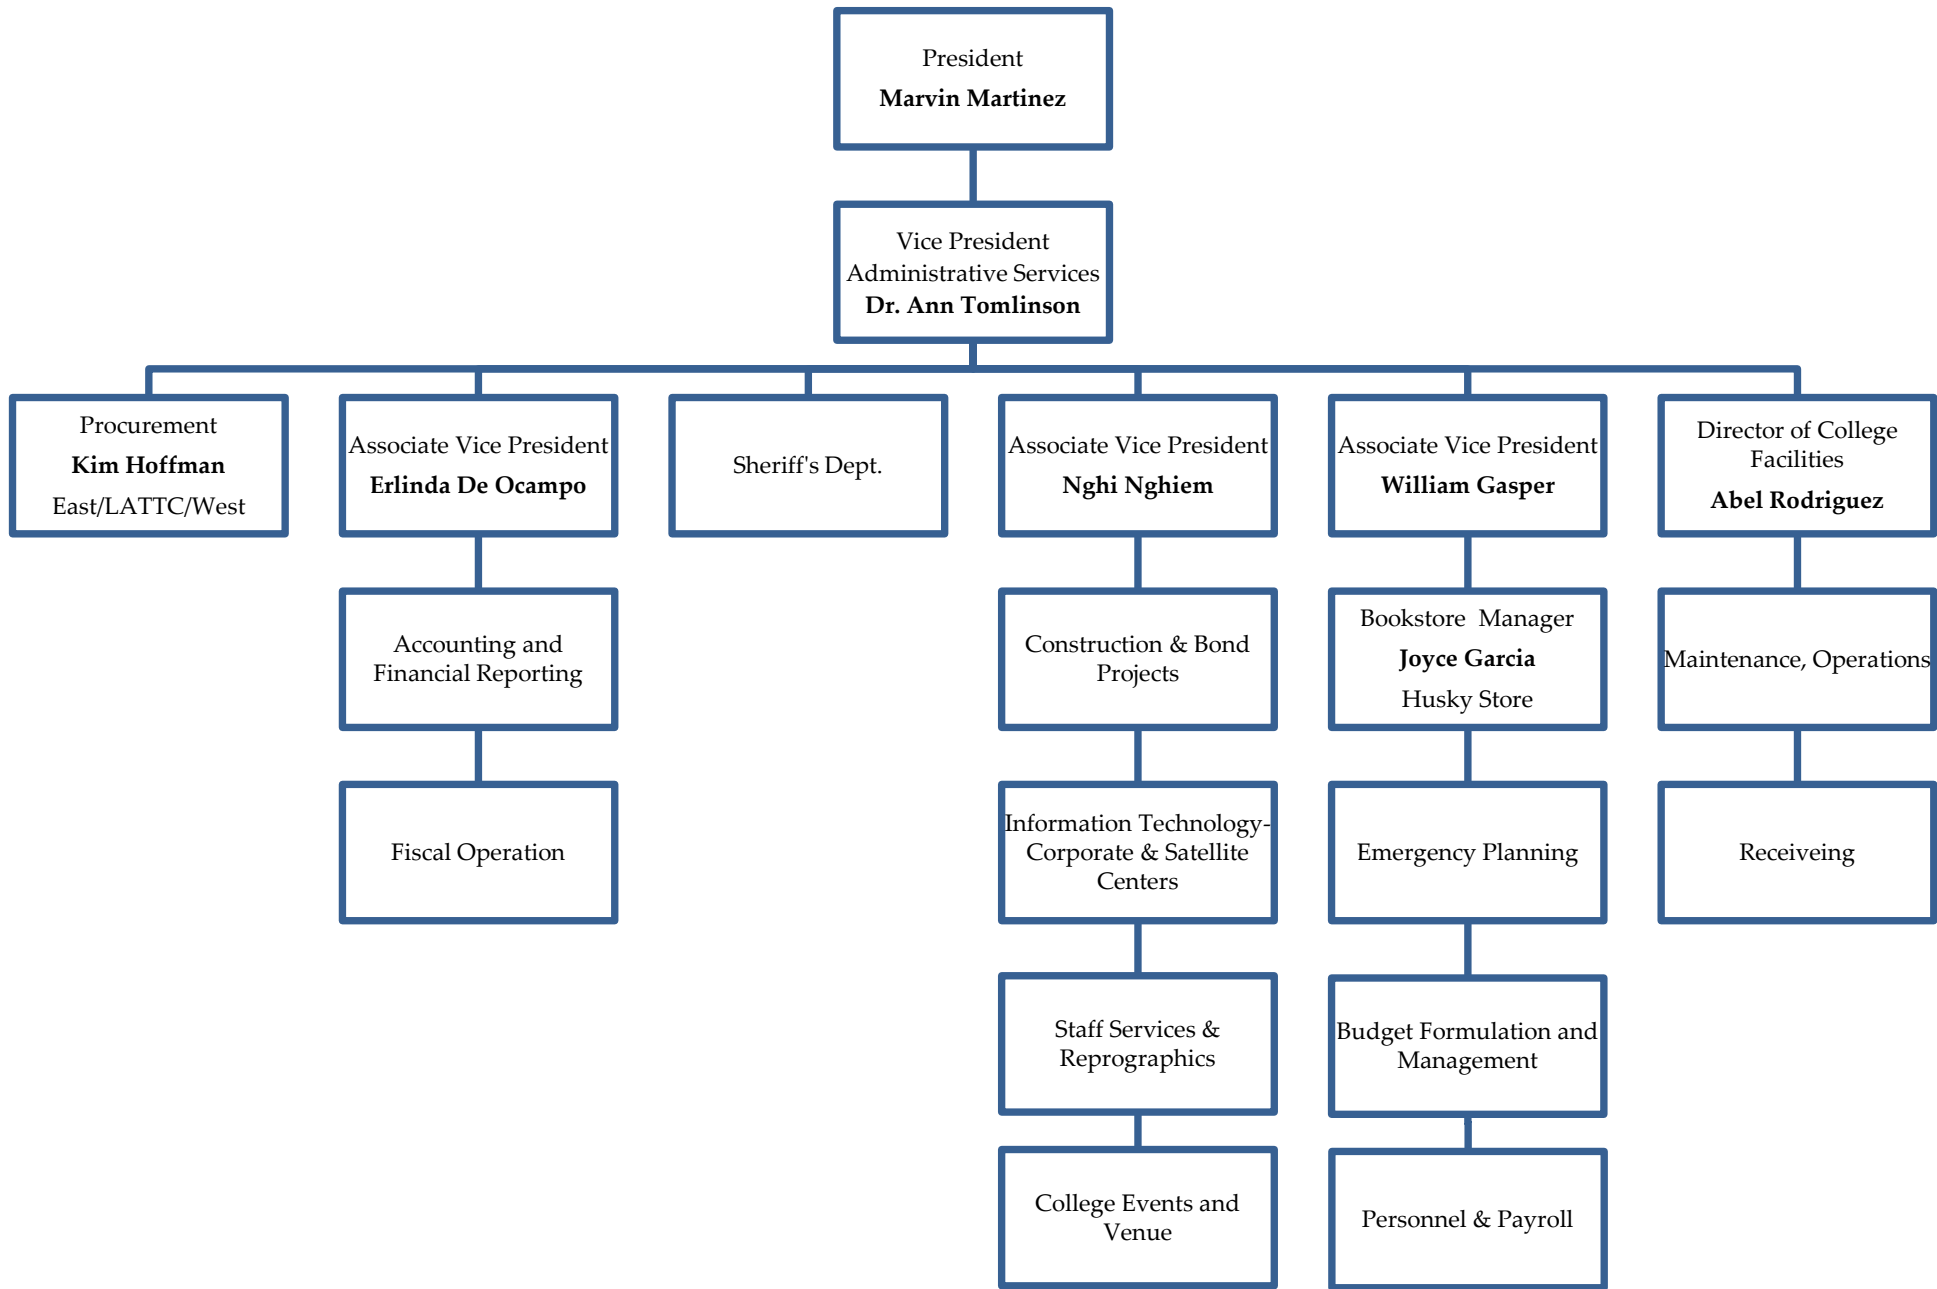 President
Marvin Martinez
Vice President
Administrative Services
Dr. Ann Tomlinson
Procurement
Kim Hoffman
East/LATTC/West
Associate Vice President
Erlinda De Ocampo
Sheriff's Dept.
Associate Vice President
Nghi Nghiem
Associate Vice President
William Gasper
Director of College
Facilities
Abel Rodriguez
Accounting and
Financial Reporting
Construction & Bond
Projects
Bookstore  Manager
Joyce Garcia
Husky Store
Maintenance, Operations
Fiscal Operation
Information Technology-
Corporate & Satellite
Centers
Emergency Planning
Receiveing
Staff Services &
Reprographics
Budget Formulation and
Management
College Events and
Venue
Personnel & Payroll